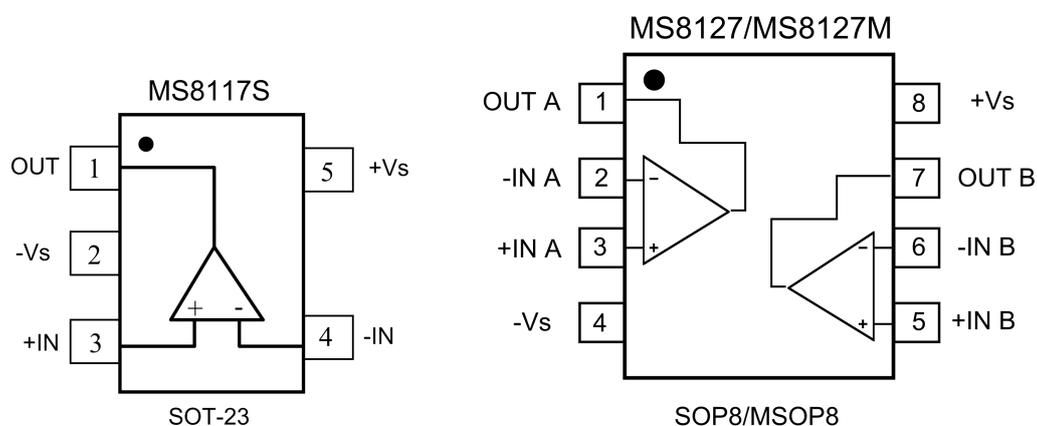 MS8117S
OUT 1
5 +Vs
-Vs 2
+IN 3
4 -IN
+ -
SOT-23
MS8127/MS8127M
OUT A 1
8 +Vs
-IN A 2 -
7 OUT B
+IN A 3 +
- 6 -IN B
-Vs 4
+ 5 +IN B
SOP8/MSOP8